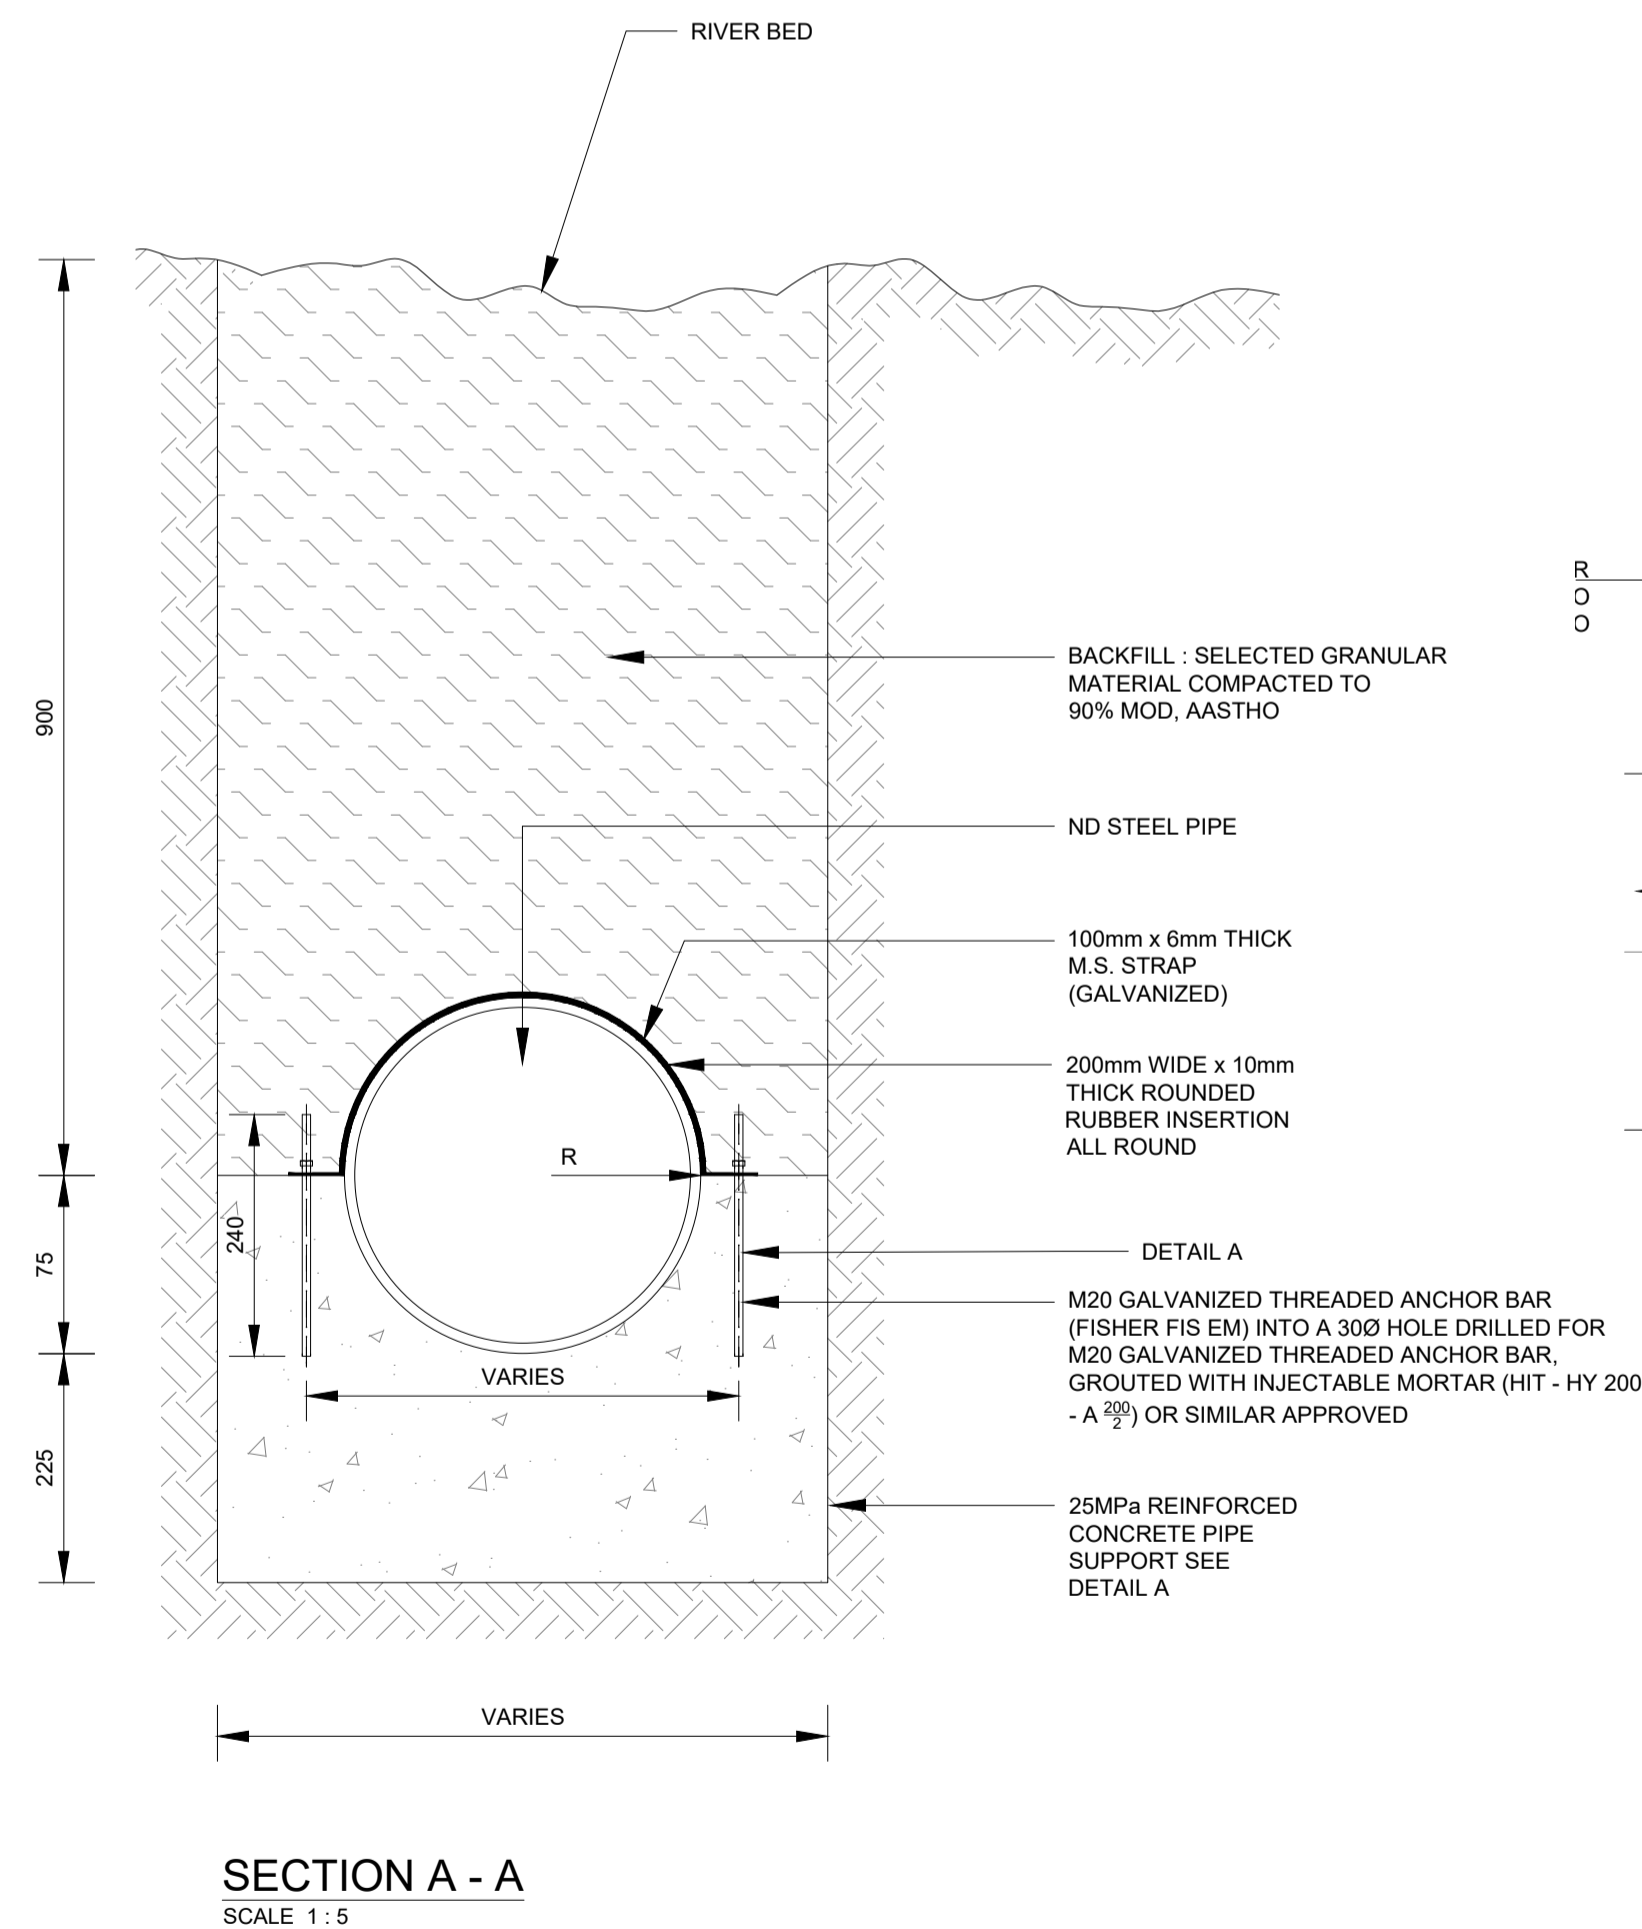 RIVER BED
900
75
225
240
R
R
O
O
BACKFILL : SELECTED GRANULAR
MATERIAL COMPACTED TO
90% MOD, AASTHO
ND STEEL PIPE
100mm x 6mm THICK
M.S. STRAP
(GALVANIZED)
200mm WIDE x 10mm
THICK ROUNDED
RUBBER INSERTION
ALL ROUND
DETAIL A
M20 GALVANIZED THREADED ANCHOR BAR
(FISHER FIS EM) INTO A 30Ø HOLE DRILLED FOR
M20 GALVANIZED THREADED ANCHOR BAR,
GROUTED WITH INJECTABLE MORTAR (HIT - HY 200
- A 200/2) OR SIMILAR APPROVED
VARIES
25MPa REINFORCED
CONCRETE PIPE
SUPPORT SEE
DETAIL A
VARIES
SECTION A - A
SCALE 1 : 5